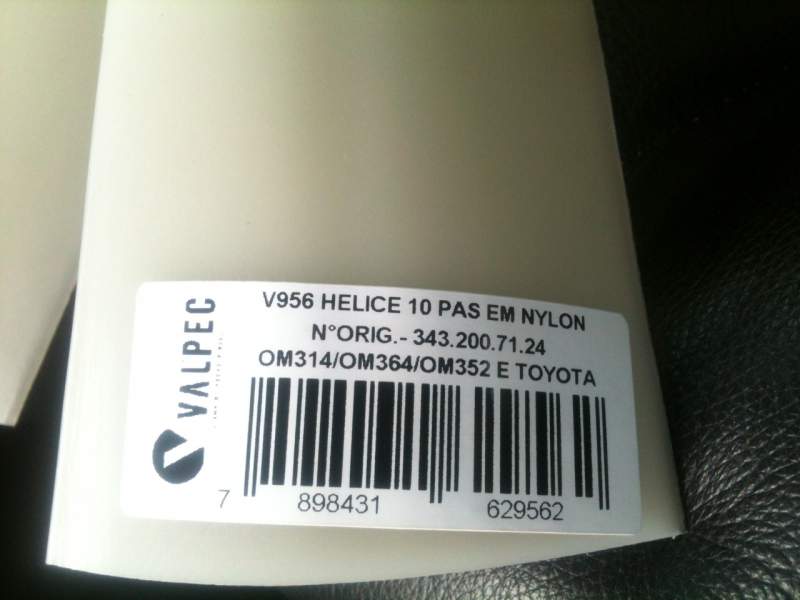 VALPEC
V956 HELICE 10 PAS EM NYLON
N°ORIG.- 343.200.71.24
OM314/OM364/OM352 E TOYOTA
7 898431 629562